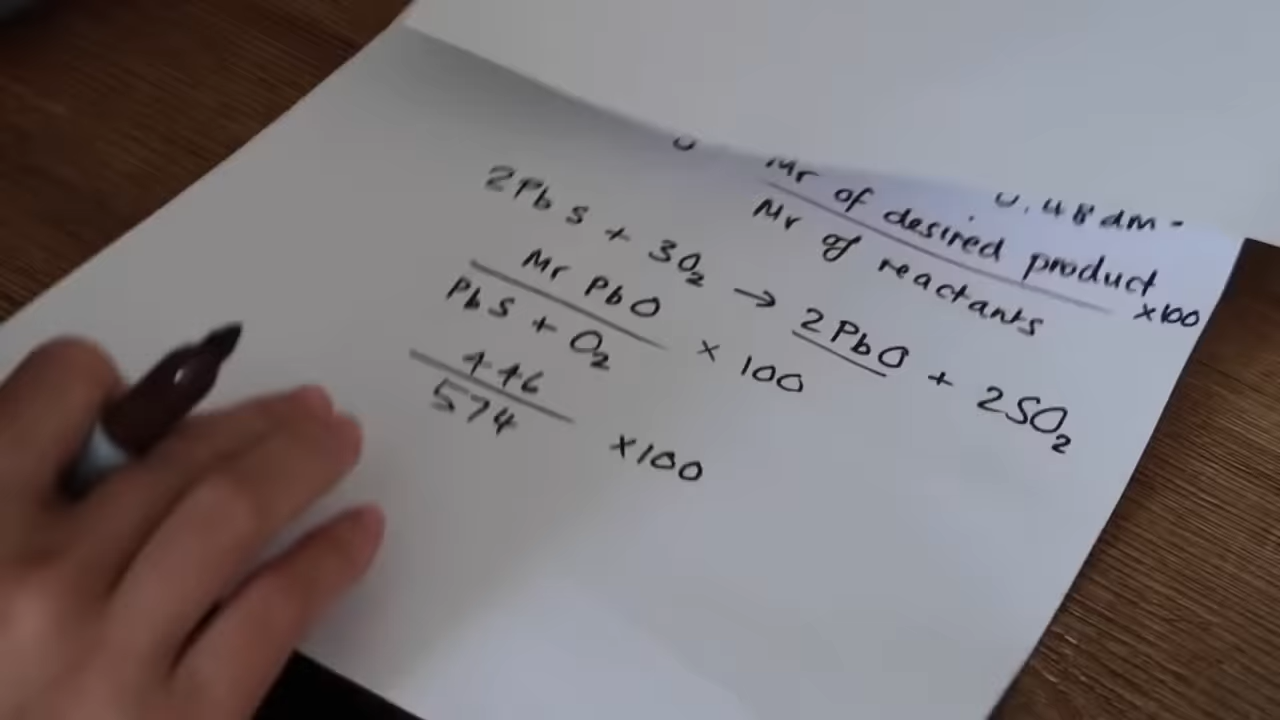 0.48 dm
Mr of desired product
Mr of reactants ×100
2PbS + 3O₂ → 2PbO + 2SO₂
Mr PbO
PbS + O₂ × 100
446
574 ×100